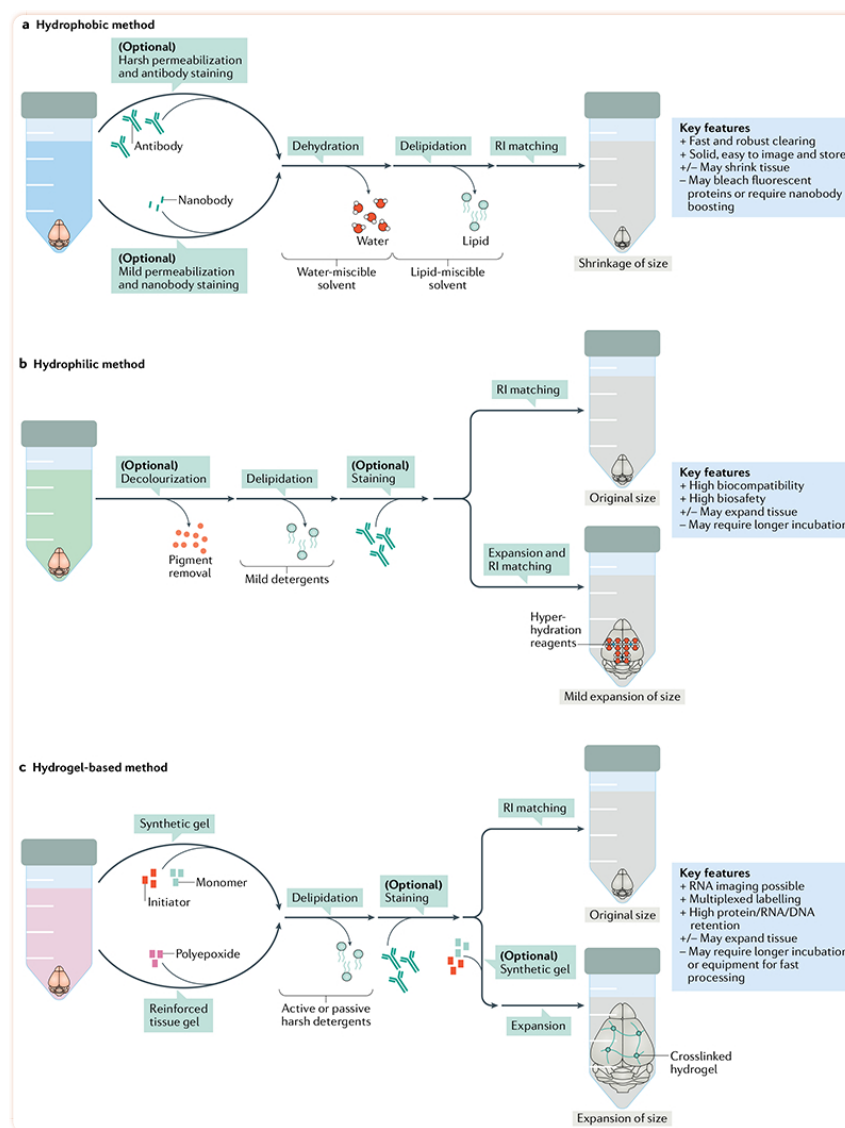 a Hydrophobic method
(Optional)
Harsh permeabilization
and antibody staining
Antibody
Nanobody
(Optional)
Mild permeabilization
and nanobody staining
Dehydration
Delipidation
RI matching
Water
Lipid
Water-miscible
solvent
Lipid-miscible
solvent
Shrinkage of size
Key features
+ Fast and robust clearing
+ Solid, easy to image and store
+/– May shrink tissue
– May bleach fluorescent
proteins or require nanobody
boosting
b Hydrophilic method
(Optional)
Decolourization
Delipidation
(Optional)
Staining
Pigment
removal
Mild detergents
RI matching
Original size
Expansion and
RI matching
Hyper-
hydration
reagents
Mild expansion of size
Key features
+ High biocompatibility
+ High biosafety
+/– May expand tissue
– May require longer incubation
c Hydrogel-based method
Synthetic gel
Monomer
Initiator
Polyepoxide
Reinforced
tissue gel
Delipidation
(Optional)
Staining
Active or passive
harsh detergents
RI matching
Original size
(Optional)
Synthetic gel
Expansion
Crosslinked
hydrogel
Expansion of size
Key features
+ RNA imaging possible
+ Multiplexed labelling
+ High protein/RNA/DNA
retention
+/– May expand tissue
– May require longer incubation
or equipment for fast
processing